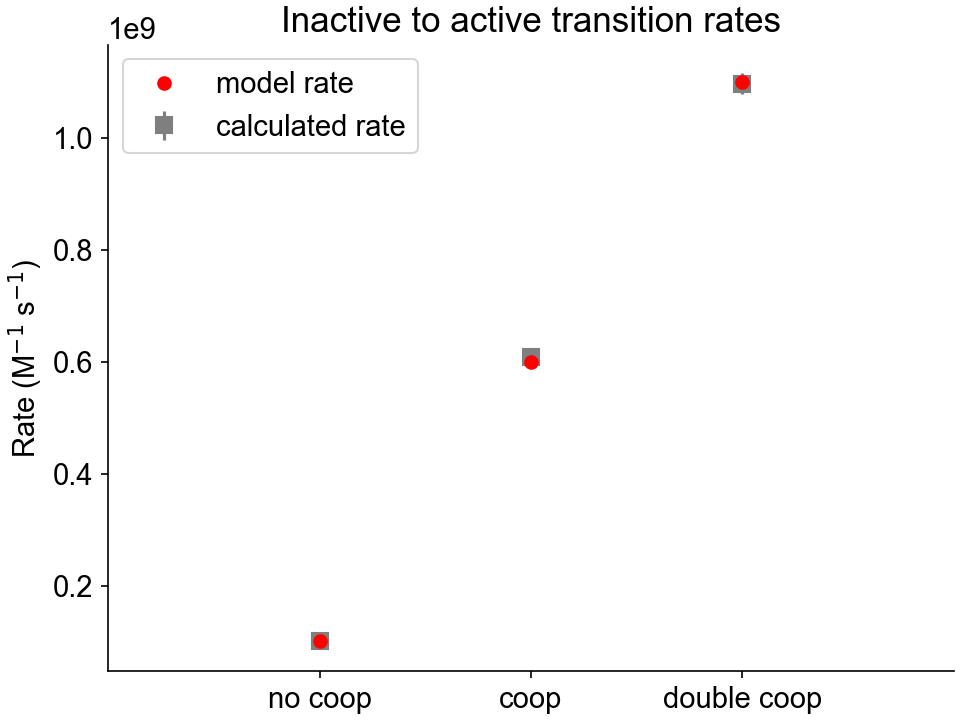 Inactive to active transition rates
1e9
model rate
calculated rate
1.0
0.8
0.6
0.4
0.2
Rate (M⁻¹ s⁻¹)
no coop coop double coop